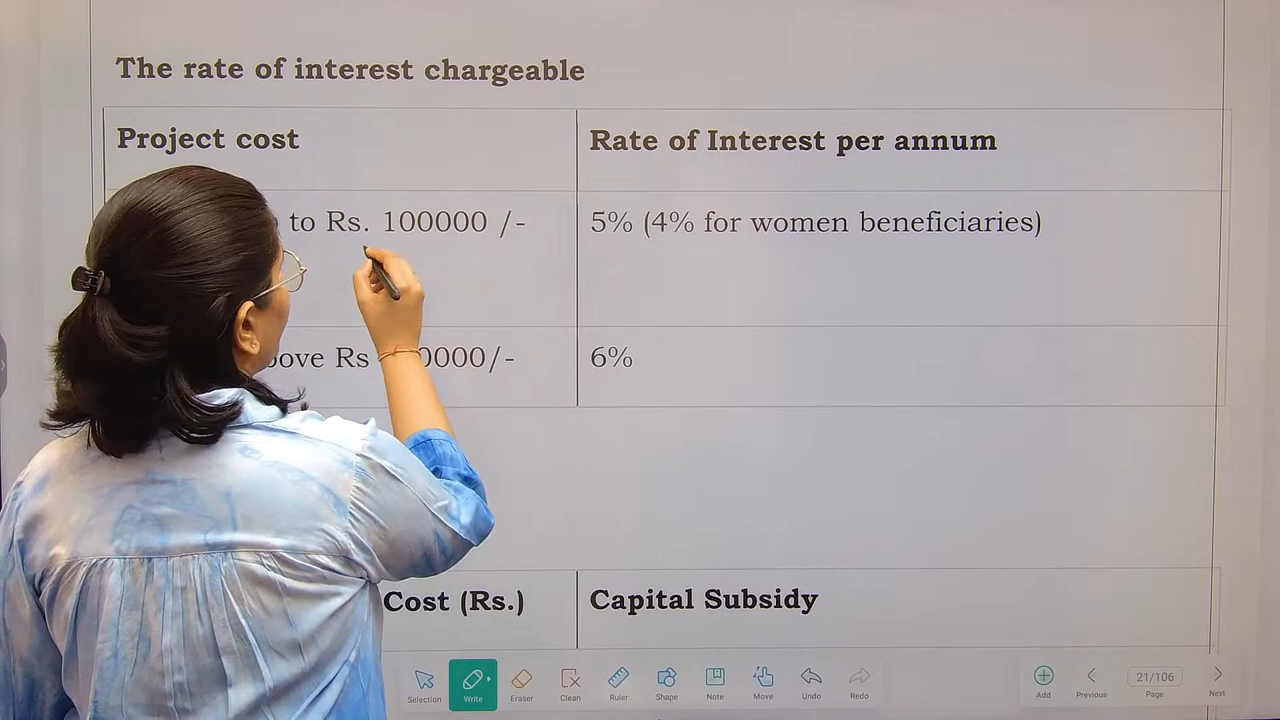 The rate of interest chargeable
Project cost
Rate of Interest per annum
to Rs. 100000 /-
5% (4% for women beneficiaries)
Rs
6%
Cost (Rs.)
Capital Subsidy
Selection
Write
Eraser
Clean
Ruler
Shape
Note
Move
Undo
Redo
Add
Previous
21/106
Page
Next